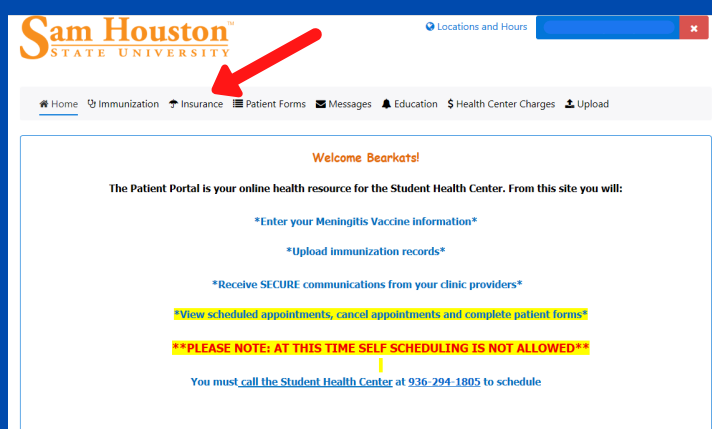 Sam Houston™
STATE UNIVERSITY
Locations and Hours
Home Immunization Insurance Patient Forms Messages Education $ Health Center Charges Upload
Welcome Bearkats!
The Patient Portal is your online health resource for the Student Health Center. From this site you will:
*Enter your Meningitis Vaccine information*
*Upload immunization records*
*Receive SECURE communications from your clinic providers*
*View scheduled appointments, cancel appointments and complete patient forms*
**PLEASE NOTE: AT THIS TIME SELF SCHEDULING IS NOT ALLOWED**
You must call the Student Health Center at 936-294-1805 to schedule